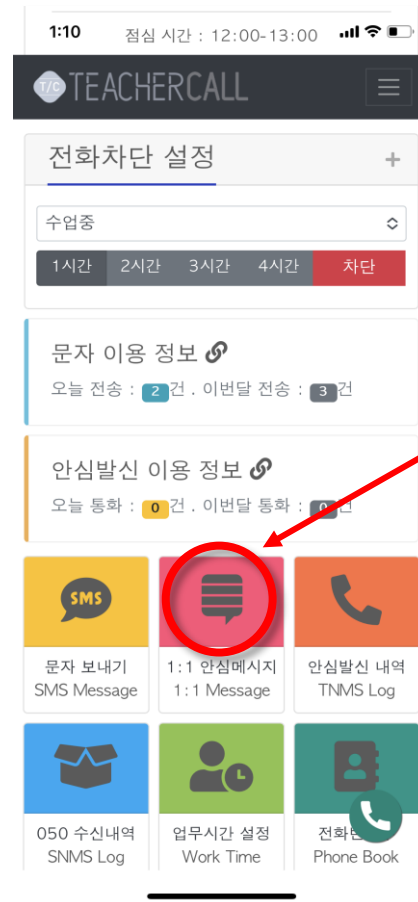 1:10
점심 시간 : 12:00-13:00
T/C TEACHERCALL
전화차단 설정
수업중
1시간 2시간 3시간 4시간 차단
문자 이용 정보
오늘 전송 : 2 건 . 이번달 전송 : 3 건
안심발신 이용 정보
오늘 통화 : 0 건 . 이번달 통화 : 0 건
SMS
문자 보내기 1:1 안심메시지 안심발신 내역
SMS Message 1:1 Message TNMS Log
050 수신내역 업무시간 설정 전화
SNMS Log Work Time Phone Book